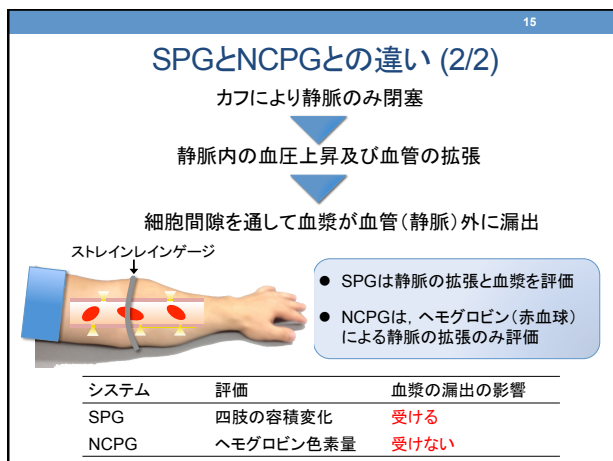 15
SPGとNCPGとの違い (2/2)
カフにより静脈のみ閉塞
静脈内の血圧上昇及び血管の拡張
細胞間隙を通して血漿が血管（静脈）外に漏出
ストレインレインゲージ
● SPGは静脈の拡張と血漿を評価
● NCPGは，ヘモグロビン（赤血球）
による静脈の拡張のみ評価
システム 評価 血漿の漏出の影響
SPG 四肢の容積変化 受ける
NCPG ヘモグロビン色素量 受けない